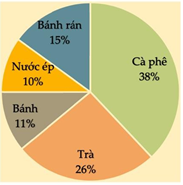 Bánh rán
15%
Cà phê
38%
Nước ép
10%
Bánh
11%
Trà
26%